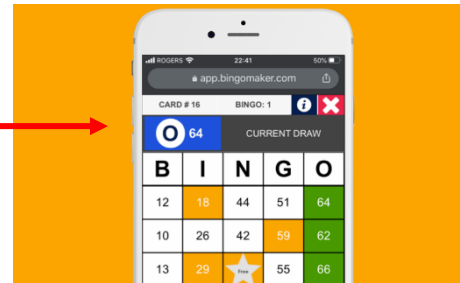 ROGERS 22:41 50%
app.bingomaker.com
CARD # 16 BINGO: 1 i X
O 64 CURRENT DRAW
B I N G O
12 18 44 51 64
10 26 42 59 62
13 29 Free 55 66